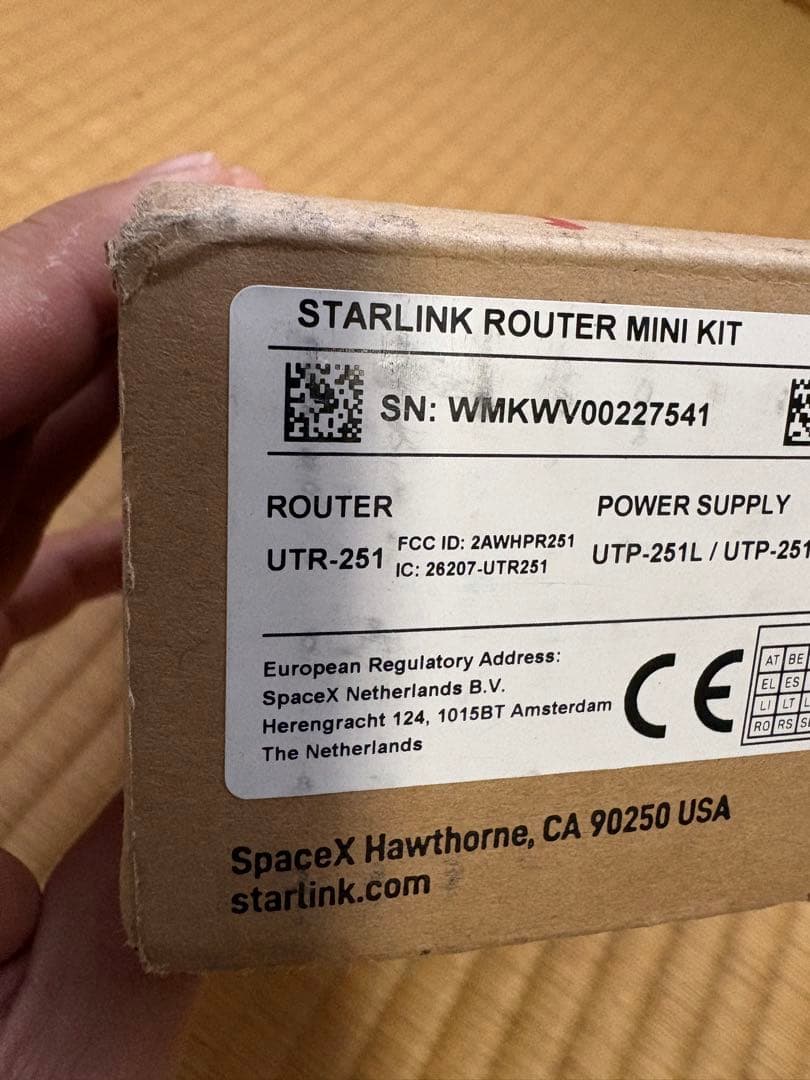 STARLINK ROUTER MINI KIT
SN: WMKWV00227541
ROUTER
POWER SUPPLY
UTR-251
FCC ID: 2AWHPR251
IC: 26207-UTR251
UTP-251L / UTP-251
European Regulatory Address:
SpaceX Netherlands B.V.
Herengracht 124, 1015BT Amsterdam
The Netherlands
CE
AT BE
EL ES
LI LT
RO RS
SpaceX Hawthorne, CA 90250 USA
starlink.com